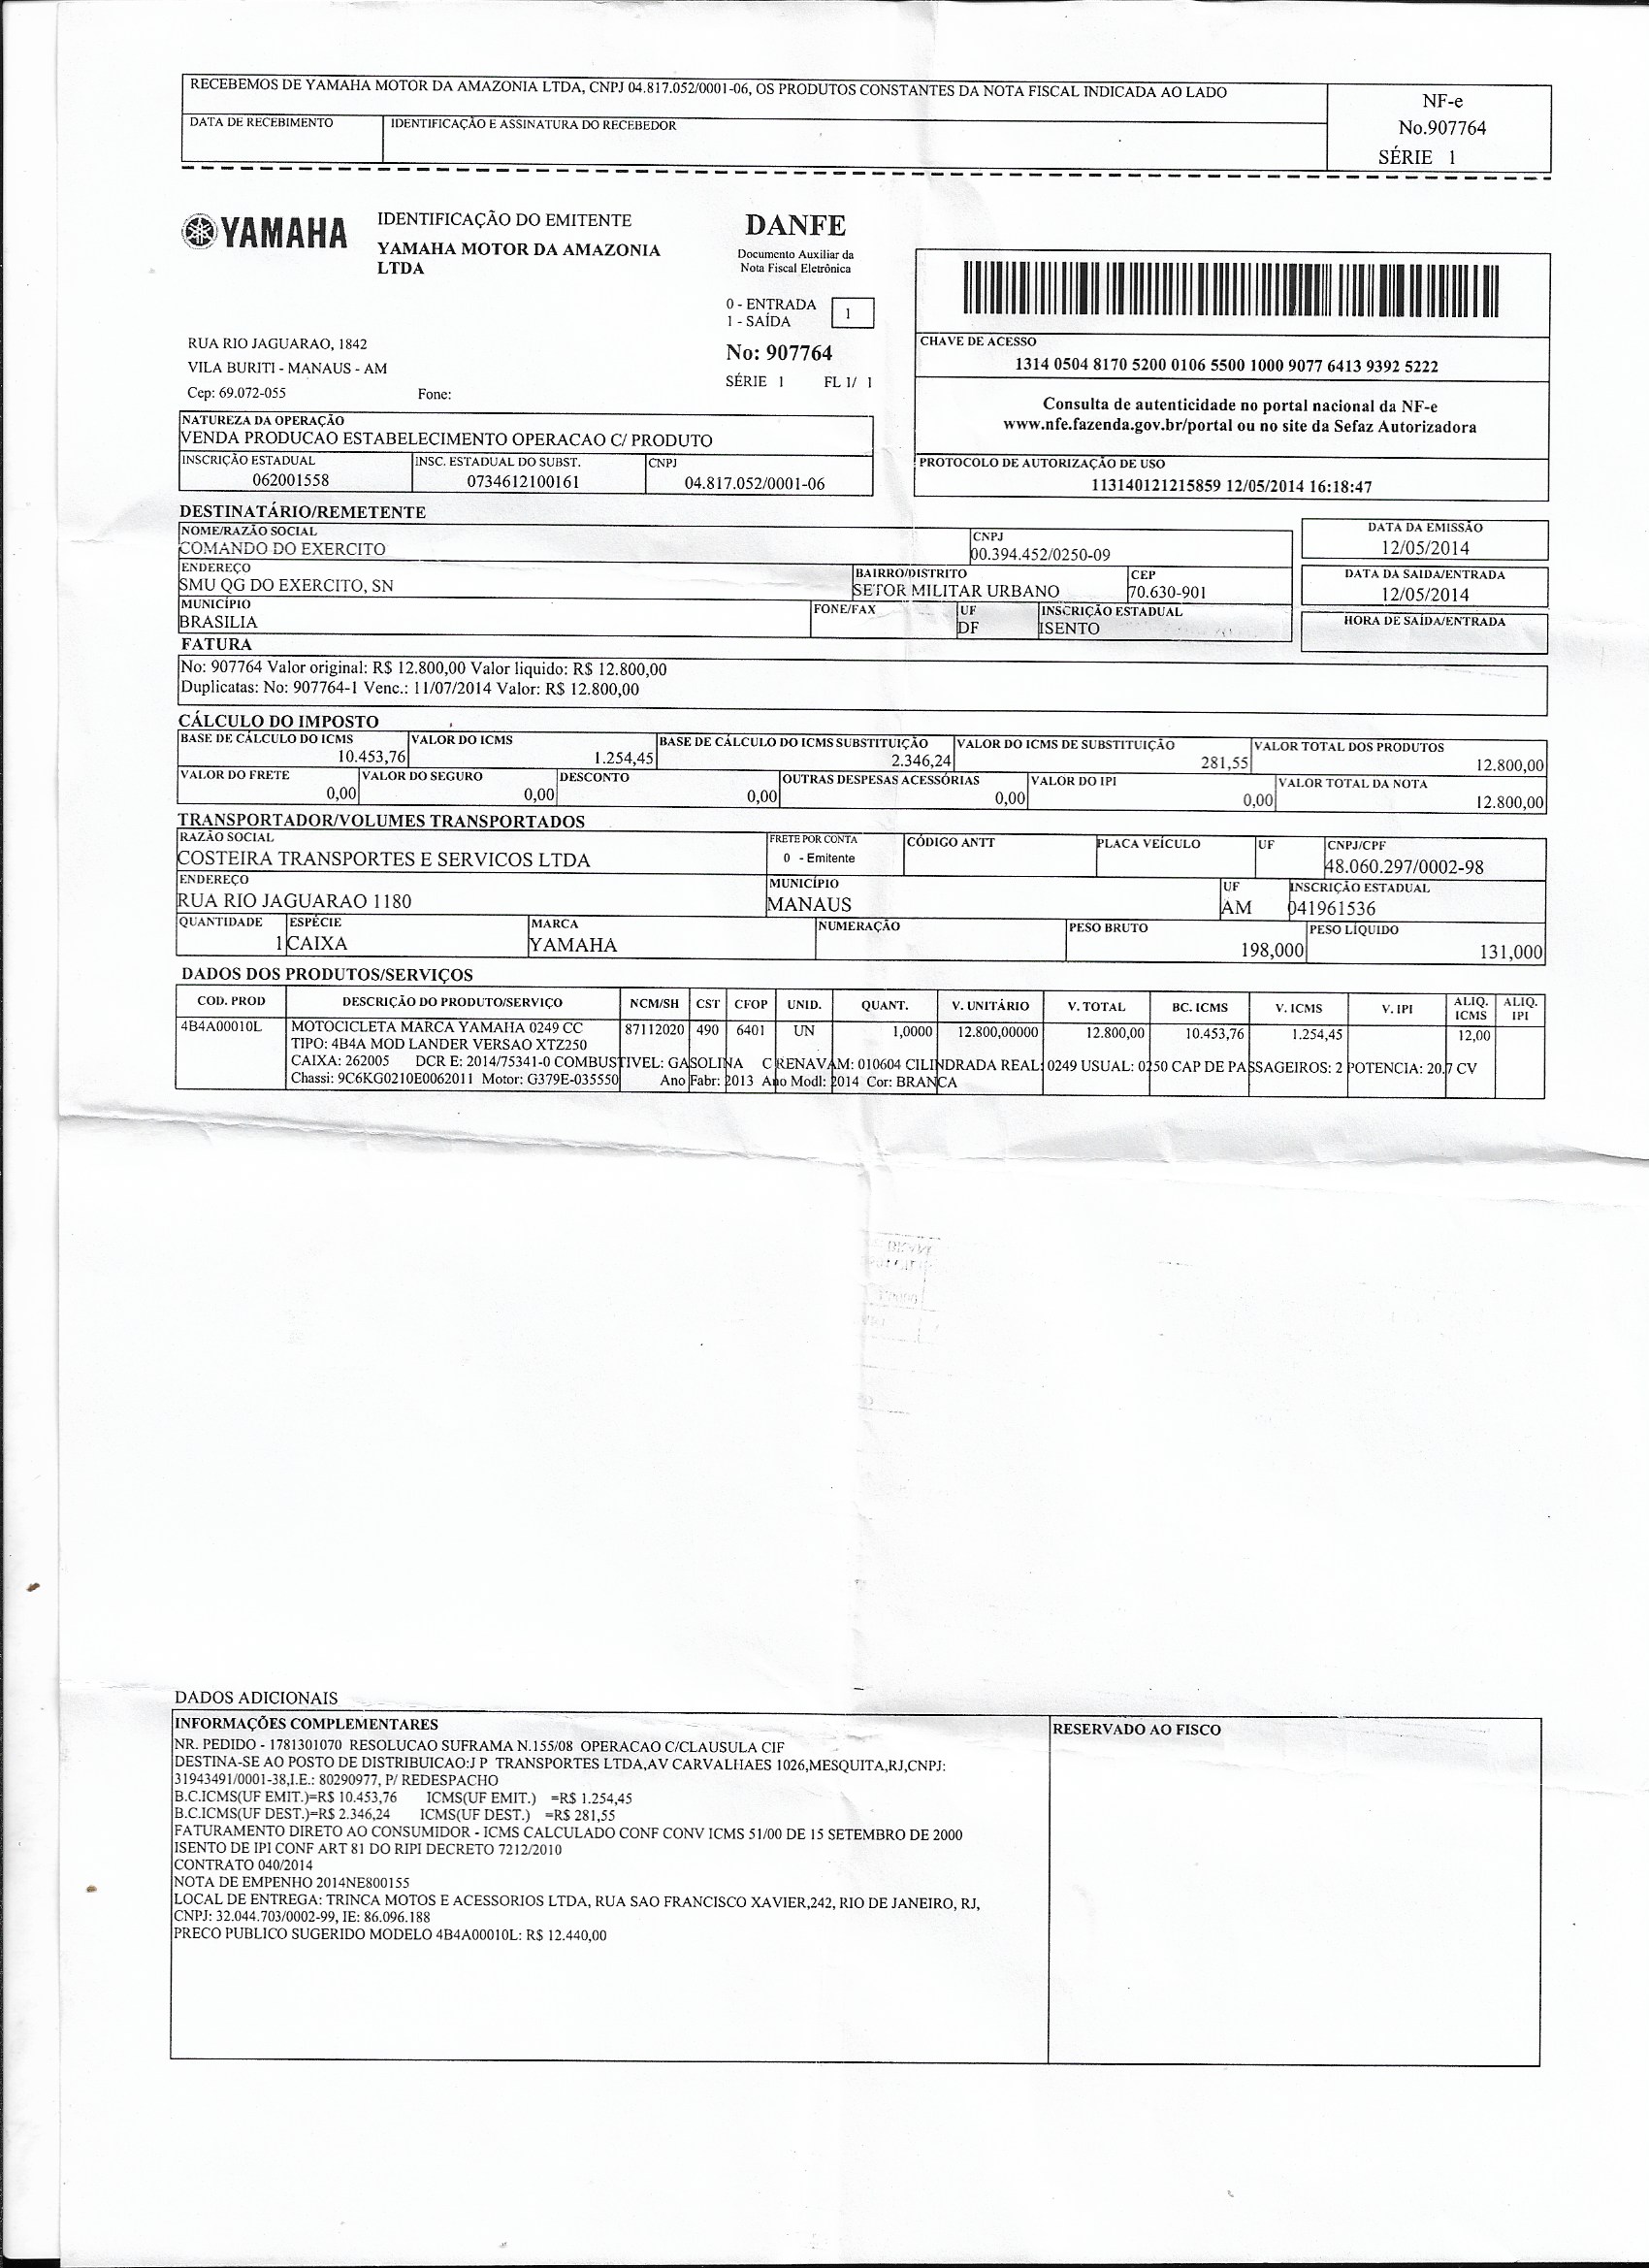 RECEBEMOS DE YAMAHA MOTOR DA AMAZONIA LTDA, CNPJ 04.817.052/0001-06, OS PRODUTOS CONSTANTES DA NOTA FISCAL INDICADA AO LADO
DATA DE RECEBIMENTO IDENTIFICAÇÃO E ASSINATURA DO RECEBEDOR
NF-e
No.907764
SÉRIE 1
YAMAHA
IDENTIFICAÇÃO DO EMITENTE
YAMAHA MOTOR DA AMAZONIA
LTDA
RUA RIO JAGUARAO, 1842
VILA BURITI - MANAUS - AM
Cep: 69.072-055 Fone:
DANFE
Documento Auxiliar da
Nota Fiscal Eletrônica
0 - ENTRADA
1 - SAÍDA
1
No: 907764
SÉRIE 1 FL 1/ 1
CHAVE DE ACESSO
1314 0504 8170 5200 0106 5500 1000 9077 6413 9392 5222
Consulta de autenticidade no portal nacional da NF-e
www.nfe.fazenda.gov.br/portal ou no site da Sefaz Autorizadora
NATUREZA DA OPERAÇÃO
VENDA PRODUCAO ESTABELECIMENTO OPERACAO C/ PRODUTO
INSCRIÇÃO ESTADUAL INSC. ESTADUAL DO SUBST. CNPJ
062001558 0734612100161 04.817.052/0001-06
PROTOCOLO DE AUTORIZAÇÃO DE USO
113140121215859 12/05/2014 16:18:47
DESTINATÁRIO/REMETENTE
NOME/RAZÃO SOCIAL CNPJ
COMANDO DO EXERCITO 00.394.452/0250-09
ENDEREÇO BAIRRO/DISTRITO CEP
SMU QG DO EXERCITO, SN SETOR MILITAR URBANO 70.630-901
MUNICÍPIO FONE/FAX UF INSCRIÇÃO ESTADUAL
BRASILIA DF ISENTO
DATA DA EMISSÃO
12/05/2014
DATA DA SAIDA/ENTRADA
12/05/2014
HORA DE SAÍDA/ENTRADA
FATURA
No: 907764 Valor original: R$ 12.800,00 Valor liquido: R$ 12.800,00
Duplicatas: No: 907764-1 Venc.: 11/07/2014 Valor: R$ 12.800,00
CÁLCULO DO IMPOSTO
BASE DE CÁLCULO DO ICMS VALOR DO ICMS BASE DE CÁLCULO DO ICMS SUBSTITUIÇÃO VALOR DO ICMS DE SUBSTITUIÇÃO VALOR TOTAL DOS PRODUTOS
10.453,76 1.254,45 2.346,24 281,55 12.800,00
VALOR DO FRETE VALOR DO SEGURO DESCONTO OUTRAS DESPESAS ACESSÓRIAS VALOR DO IPI VALOR TOTAL DA NOTA
0,00 0,00 0,00 0,00 0,00 12.800,00
TRANSPORTADOR/VOLUMES TRANSPORTADOS
RAZÃO SOCIAL FRETE POR CONTA CÓDIGO ANTT PLACA VEÍCULO UF CNPJ/CPF
COSTEIRA TRANSPORTES E SERVICOS LTDA 0 - Emitente 48.060.297/0002-98
ENDEREÇO MUNICÍPIO UF INSCRIÇÃO ESTADUAL
RUA RIO JAGUARAO 1180 MANAUS AM 041961536
QUANTIDADE ESPÉCIE MARCA NUMERAÇÃO PESO BRUTO PESO LÍQUIDO
1 CAIXA YAMAHA 198,000 131,000
DADOS DOS PRODUTOS/SERVIÇOS
COD. PROD DESCRIÇÃO DO PRODUTO/SERVIÇO NCM/SH CST CFOP UNID. QUANT. V. UNITÁRIO V. TOTAL BC. ICMS V. ICMS V. IPI ALIQ. ICMS ALIQ. IPI
4B4A00010L MOTOCICLETA MARCA YAMAHA 0249 CC 87112020 490 6401 UN 1,0000 12.800,00000 12.800,00 10.453,76 1.254,45 12,00
TIPO: 4B4A MOD LANDER VERSAO XTZ250
CAIXA: 262005 DCR E: 2014/75341-0 COMBUSTIVEL: GASOLINA C RENAVAM: 010604 CILINDRADA REAL: 0249 USUAL: 0250 CAP DE PASSAGEIROS: 2 POTENCIA: 20.7 CV
Chassi: 9C6KG0210E0062011 Motor: G379E-035550 Ano Fabr: 2013 Ano Modl: 2014 Cor: BRANCA
DADOS ADICIONAIS
INFORMAÇÕES COMPLEMENTARES
NR. PEDIDO - 1781301070 RESOLUCAO SUFRAMA N.155/08 OPERACAO C/CLAUSULA CIF
DESTINA-SE AO POSTO DE DISTRIBUICAO:J P TRANSPORTES LTDA,AV CARVALHAES 1026,MESQUITA,RJ,CNPJ:
31943491/0001-38,I.E.: 80290977, P/ REDESPACHO
B.C.ICMS(UF EMIT.)=R$ 10.453,76 ICMS(UF EMIT.) =R$ 1.254,45
B.C.ICMS(UF DEST.)=R$ 2.346,24 ICMS(UF DEST.) =R$ 281,55
FATURAMENTO DIRETO AO CONSUMIDOR - ICMS CALCULADO CONF CONV ICMS 51/00 DE 15 SETEMBRO DE 2000
ISENTO DE IPI CONF ART 81 DO RIPI DECRETO 7212/2010
CONTRATO 040/2014
NOTA DE EMPENHO 2014NE800155
LOCAL DE ENTREGA: TRINCA MOTOS E ACESSORIOS LTDA, RUA SAO FRANCISCO XAVIER,242, RIO DE JANEIRO, RJ,
CNPJ: 32.044.703/0002-99, IE: 86.096.188
PRECO PUBLICO SUGERIDO MODELO 4B4A00010L: R$ 12.440,00
RESERVADO AO FISCO